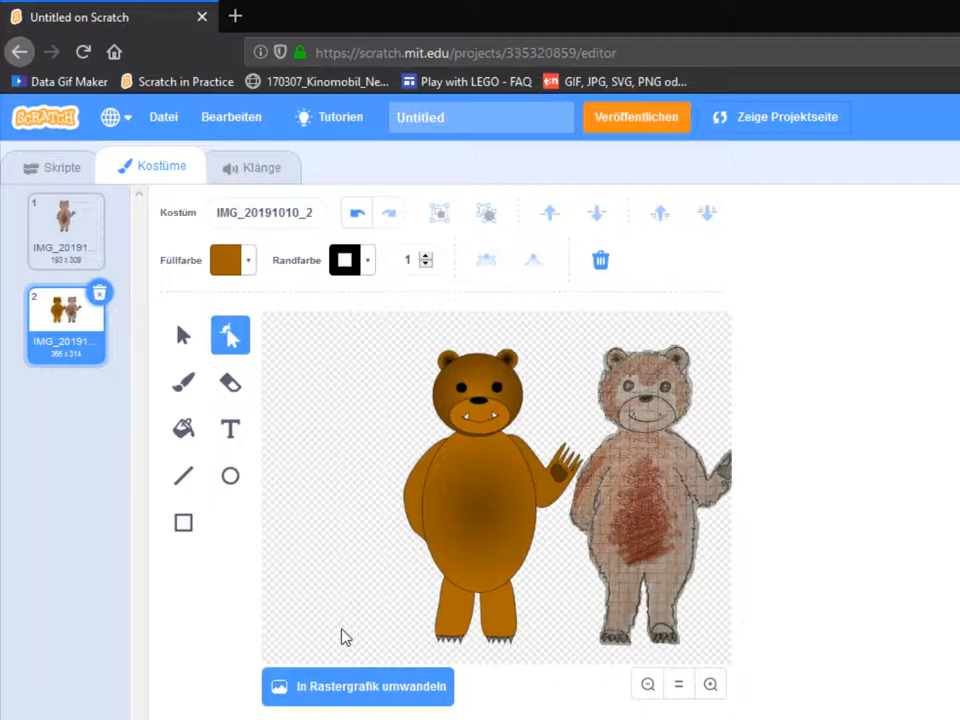 Untitled on Scratch
https://scratch.mit.edu/projects/335320859/editor
Data Gif Maker
Scratch in Practice
170307_Kinomobil_Ne...
Play with LEGO - FAQ
GIF, JPG, SVG, PNG od...
SCRATCH
Datei
Bearbeiten
Tutorien
Untitled
Veröffentlichen
Zeige Projektseite
Skripte
Kostüme
Klänge
1
IMG_20191...
193 x 309
2
IMG_20191...
366 x 314
Kostüm
IMG_20191010_2
Füllfarbe
Randfarbe
1
T
In Rastergrafik umwandeln